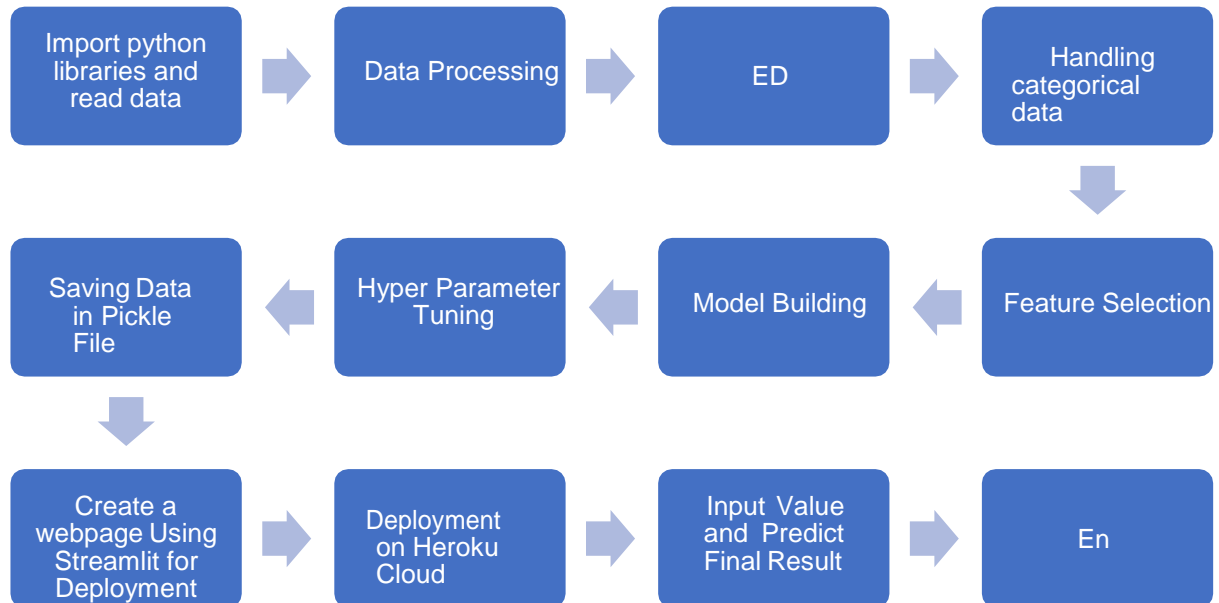 Import python
libraries and
read data
Data Processing
ED
Handling
categorical
data
Saving Data
in Pickle
File
Hyper Parameter
Tuning
Model Building
Feature Selection
Create a
webpage Using
Streamlit for
Deployment
Deployment
on Heroku
Cloud
Input Value
and Predict
Final Result
En